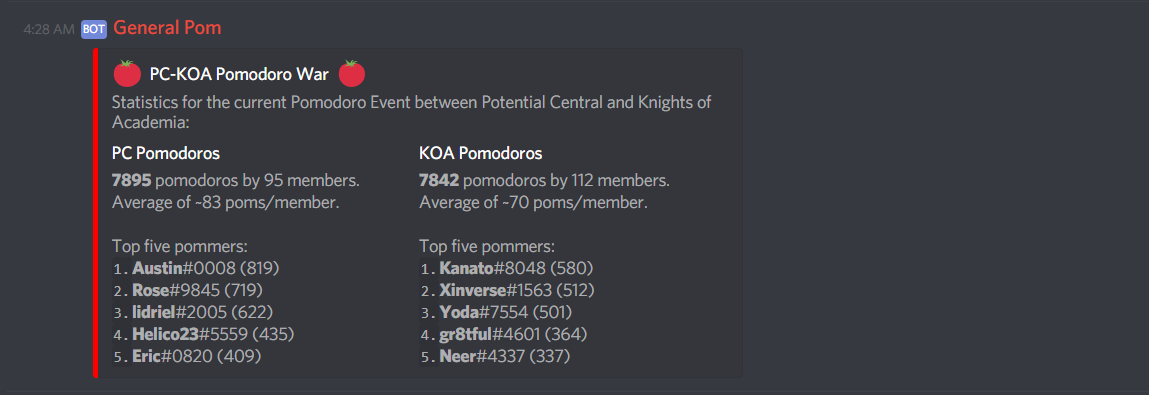 4:28 AM BOT General Pom
PC-KOA Pomodoro War
Statistics for the current Pomodoro Event between Potential Central and Knights of
Academia:
PC Pomodoros
7895 pomodoros by 95 members.
Average of ~83 poms/member.
Top five pommers:
1. Austin#0008 (819)
2. Rose#9845 (719)
3. lidriel#2005 (622)
4. Helico23#5559 (435)
5. Eric#0820 (409)
KOA Pomodoros
7842 pomodoros by 112 members.
Average of ~70 poms/member.
Top five pommers:
1. Kanato#8048 (580)
2. Xinverse#1563 (512)
3. Yoda#7554 (501)
4. gr8tful#4601 (364)
5. Neer#4337 (337)